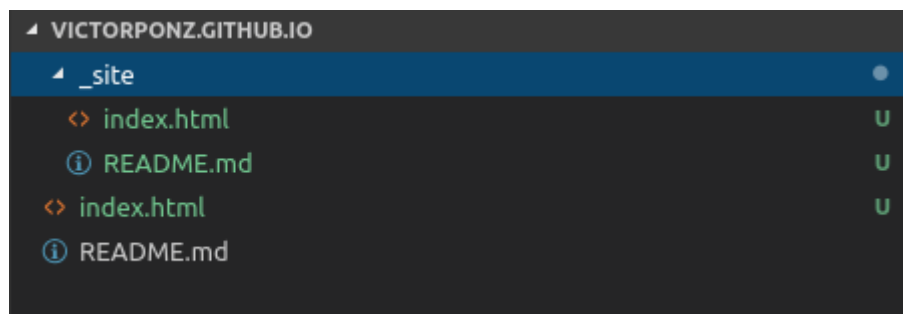 VICTORPONZ.GITHUB.IO
_site
index.html U
README.md U
index.html U
README.md